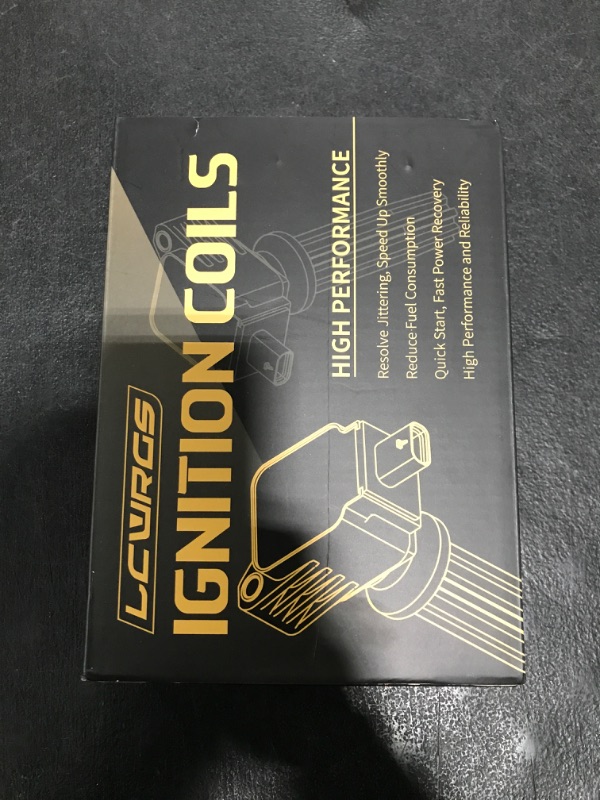 LCWRGS
IGNITION COILS
HIGH PERFORMANCE
Resolve Jittering, Speed Up Smoothly
Reduce Fuel Consumption
Quick Start, Fast Power Recovery
High Performance and Reliability